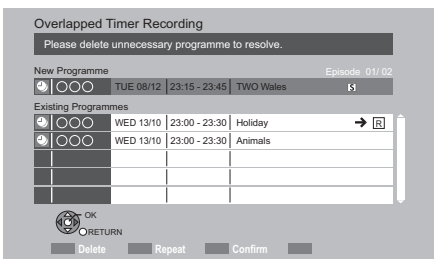 Overlapped Timer Recording
Please delete unnecessary programme to resolve.
New Programme Episode 01/ 02
TUE 08/12 23:15 - 23:45 TWO Wales S
Existing Programmes
WED 13/10 23:00 - 23:30 Holiday ➔ R
WED 13/10 23:00 - 23:30 Animals
OK
RETURN
Delete Repeat Confirm